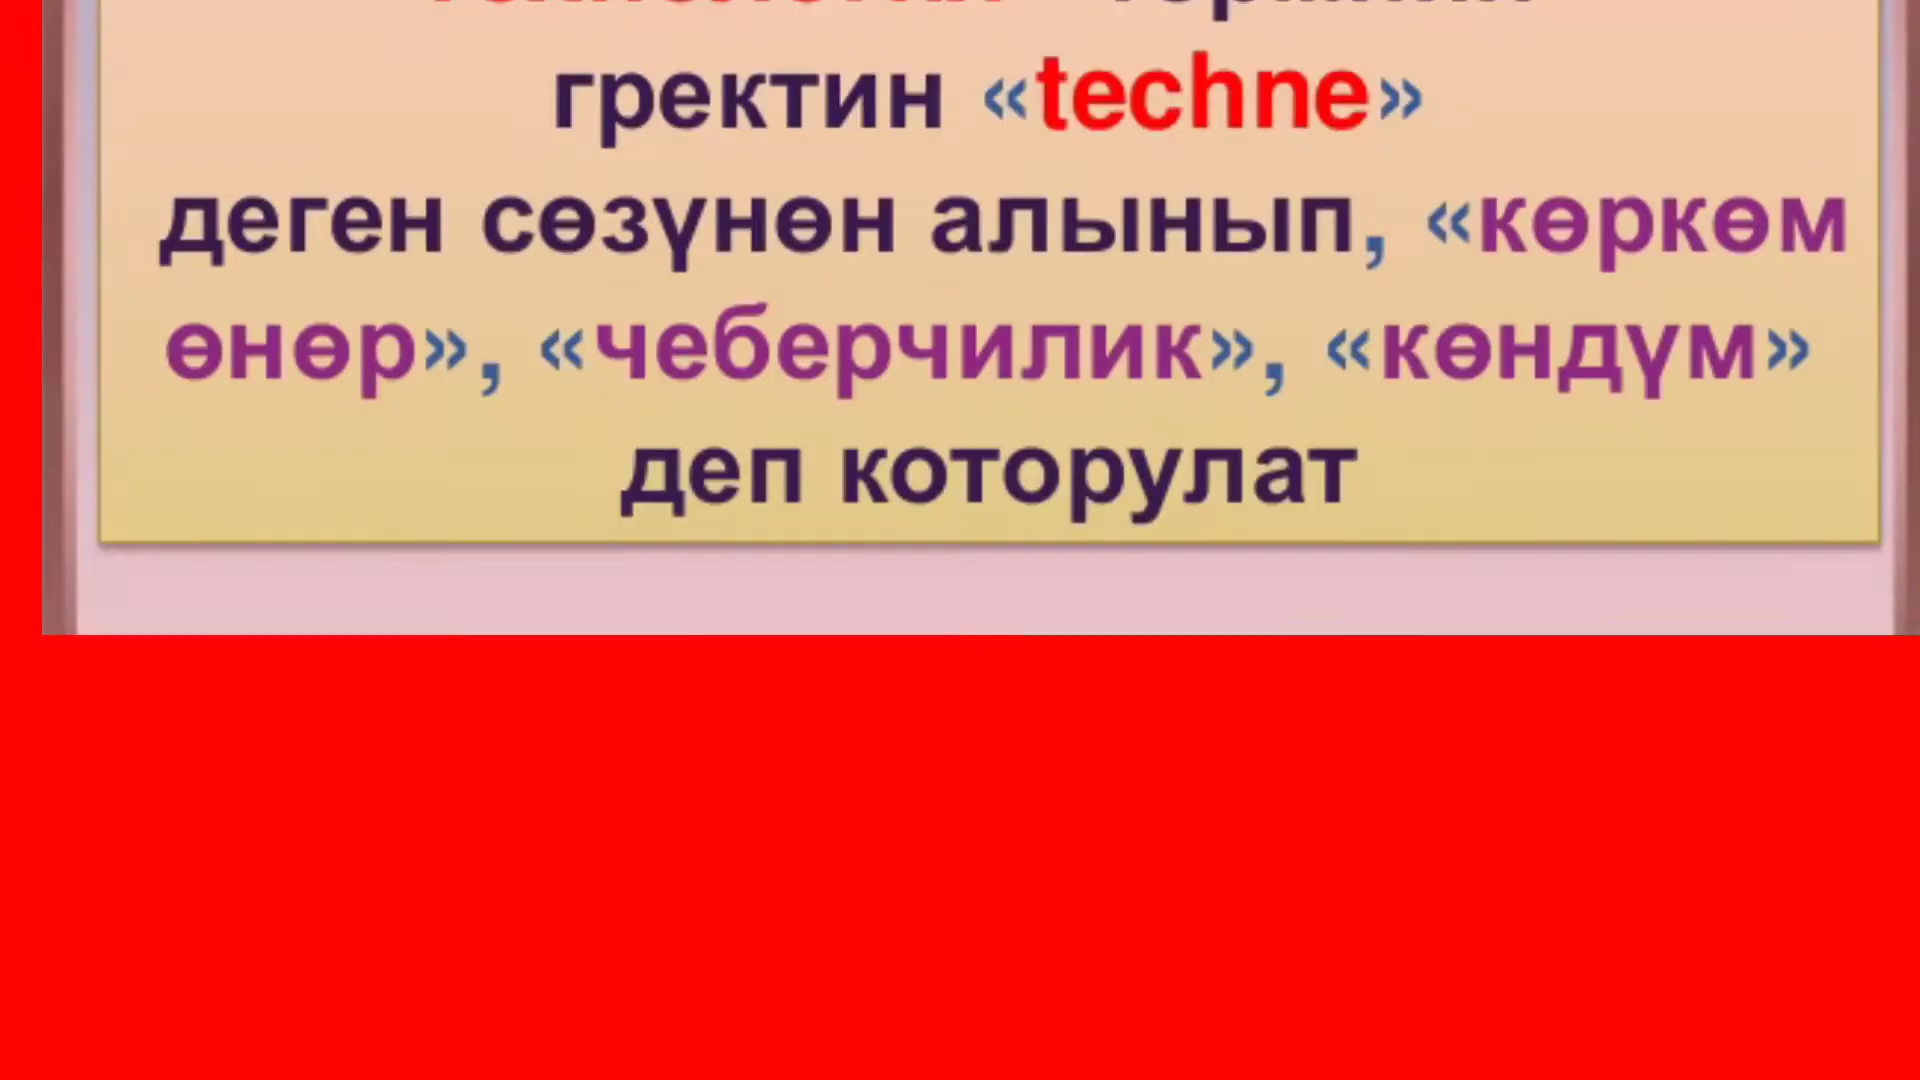 гректин «techne»
деген сөзүнөн алынып, «көркөм
өнөр», «чеберчилик», «көндүм»
деп которулат